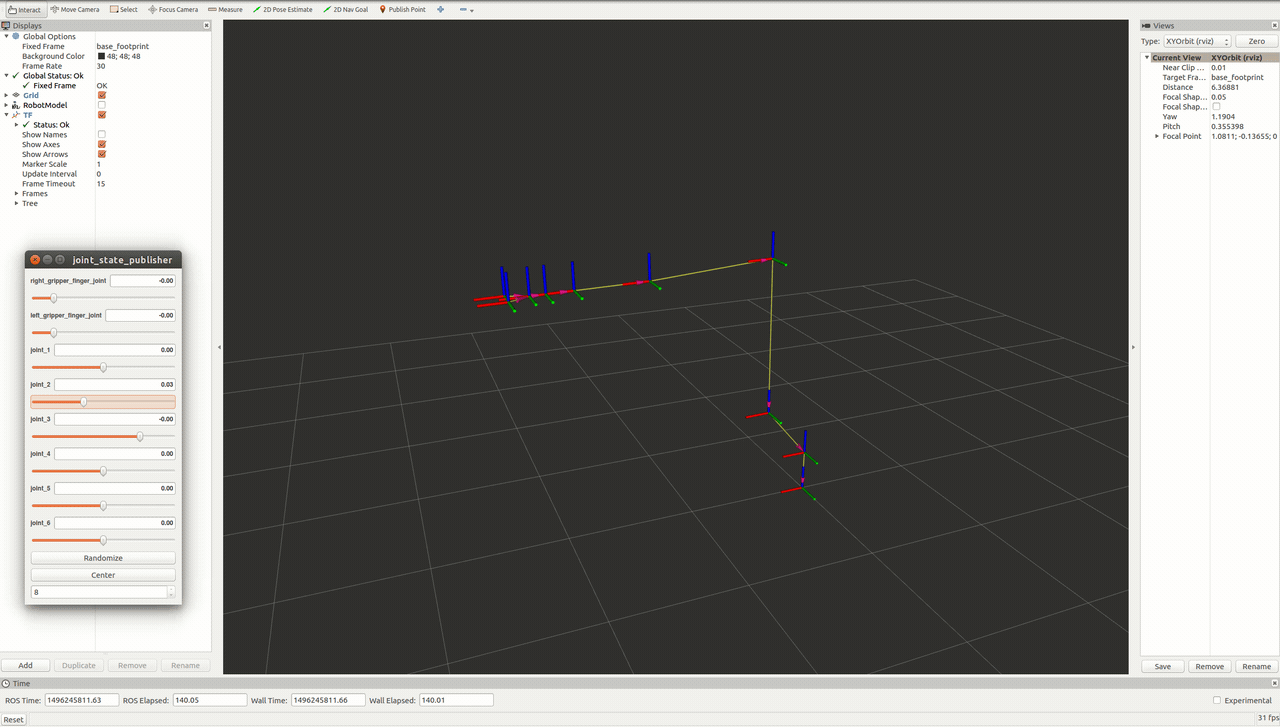 Interact Move Camera Select Focus Camera Measure 2D Pose Estimate 2D Nav Goal Publish Point
Displays
Global Options
Fixed Frame base_footprint
Background Color 48; 48; 48
Frame Rate 30
Global Status: Ok
Fixed Frame OK
Grid
RobotModel
TF
Status: Ok
Show Names
Show Axes
Show Arrows
Marker Scale 1
Update Interval 0
Frame Timeout 15
Frames
Tree
joint_state_publisher
right_gripper_finger_joint -0.00
left_gripper_finger_joint -0.00
joint_1 0.00
joint_2 0.03
joint_3 -0.00
joint_4 0.00
joint_5 0.00
joint_6 0.00
Randomize
Center
8
Add Duplicate Remove Rename
Views
Type: XYOrbit (rviz) Zero
Current View XYOrbit (rviz)
Near Clip ... 0.01
Target Fra... base_footprint
Distance 6.36881
Focal Shap... 0.05
Focal Shap...
Yaw 1.1904
Pitch 0.355398
Focal Point 1.0811; -0.13655; 0
Save Remove Rename
Time
ROS Time: 1496245811.63 ROS Elapsed: 140.05 Wall Time: 1496245811.66 Wall Elapsed: 140.01 Experimental
Reset 31 fps